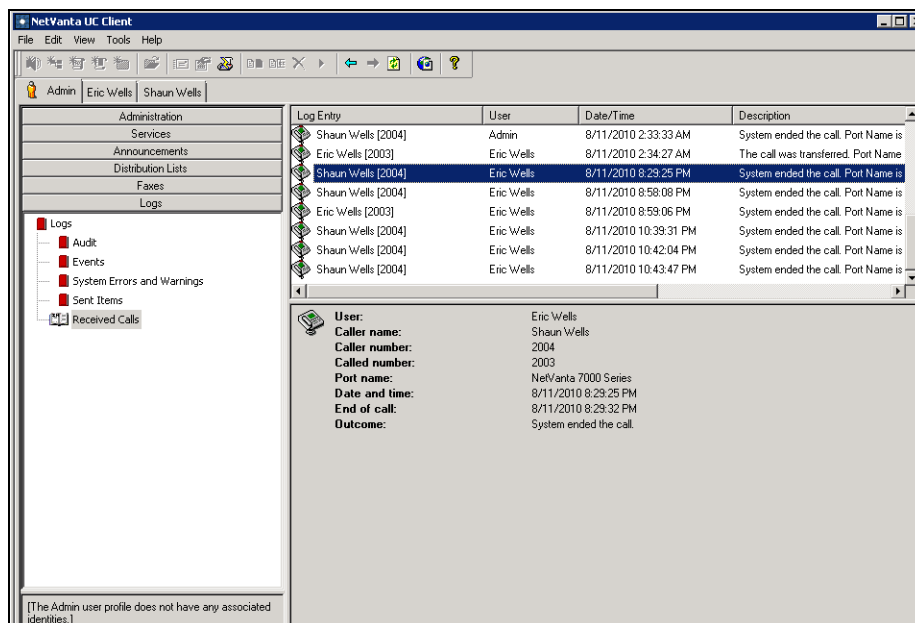 NetVanta UC Client
File Edit View Tools Help
Admin Eric Wells Shaun Wells
Administration
Services
Announcements
Distribution Lists
Faxes
Logs
Logs
Audit
Events
System Errors and Warnings
Sent Items
Received Calls
[The Admin user profile does not have any associated
identities.]
Log Entry User Date/Time Description
Shaun Wells [2004] Admin 8/11/2010 2:33:33 AM System ended the call. Port Name is
Eric Wells [2003] Eric Wells 8/11/2010 2:34:27 AM The call was transferred. Port Name
Shaun Wells [2004] Eric Wells 8/11/2010 8:29:25 PM System ended the call. Port Name is
Shaun Wells [2004] Eric Wells 8/11/2010 8:58:08 PM System ended the call. Port Name is
Eric Wells [2003] Eric Wells 8/11/2010 8:59:06 PM System ended the call. Port Name is
Shaun Wells [2004] Eric Wells 8/11/2010 10:39:31 PM System ended the call. Port Name is
Shaun Wells [2004] Eric Wells 8/11/2010 10:42:04 PM System ended the call. Port Name is
Shaun Wells [2004] Eric Wells 8/11/2010 10:43:47 PM System ended the call. Port Name is
User: Eric Wells
Caller name: Shaun Wells
Caller number: 2004
Called number: 2003
Port name: NetVanta 7000 Series
Date and time: 8/11/2010 8:29:25 PM
End of call: 8/11/2010 8:29:32 PM
Outcome: System ended the call.